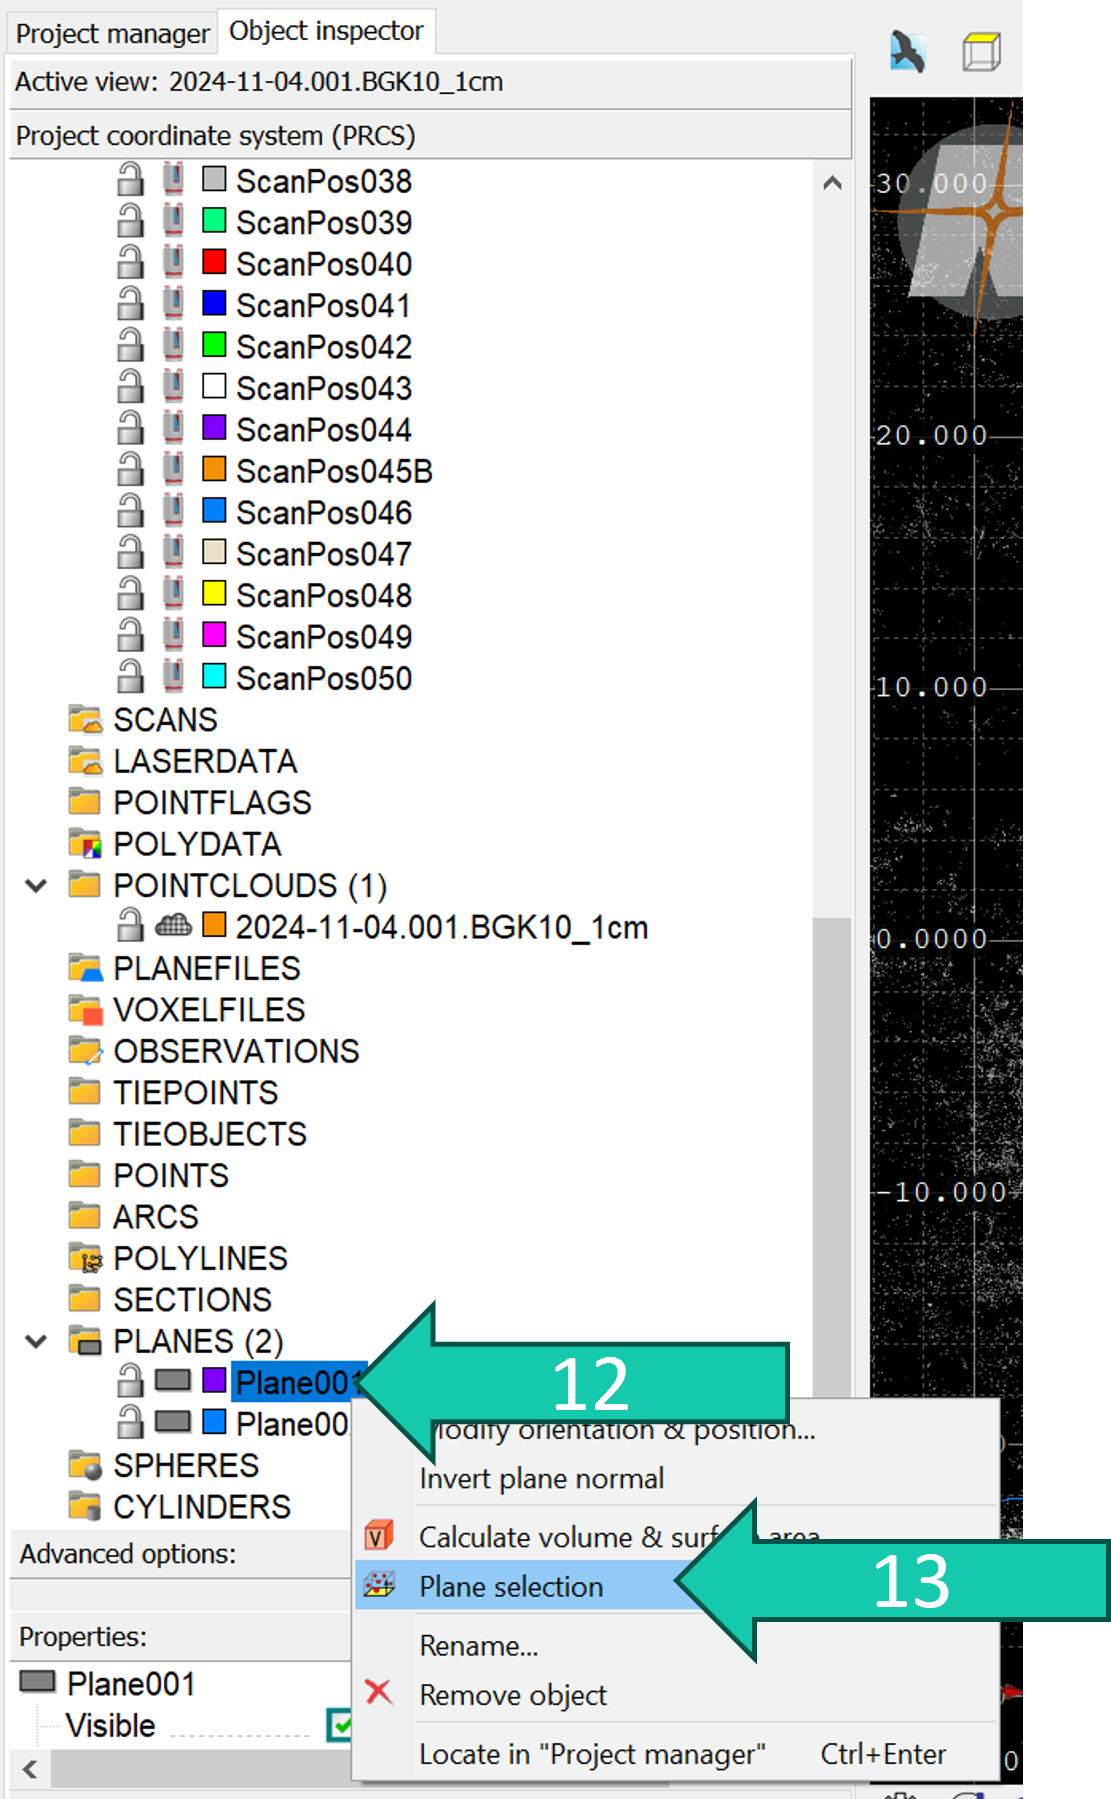 Project manager
Object inspector
Active view: 2024-11-04.001.BGK10_1cm
Project coordinate system (PRCS)
ScanPos038
ScanPos039
ScanPos040
ScanPos041
ScanPos042
ScanPos043
ScanPos044
ScanPos045B
ScanPos046
ScanPos047
ScanPos048
ScanPos049
ScanPos050
SCANS
LASERDATA
POINTFLAGS
POLYDATA
POINTCLOUDS (1)
2024-11-04.001.BGK10_1cm
PLANEFILES
VOXELFILES
OBSERVATIONS
TIEPOINTS
TIEOBJECTS
POINTS
ARCS
POLYLINES
SECTIONS
PLANES (2)
Plane001
Plane00
SPHERES
CYLINDERS
Advanced options:
Properties:
Plane001
Visible
12
Modify orientation & position...
Invert plane normal
Calculate volume & surface area
Plane selection
13
Rename...
Remove object
Locate in "Project manager" Ctrl+Enter
30.000
20.000
10.000
0.0000
-10.000
0